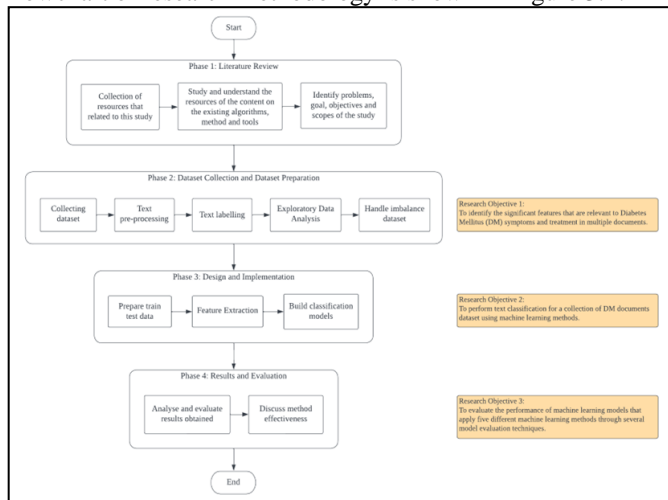 Start
Phase 1: Literature Review
Collection of
resources that
related to this study
Study and understand the
resources of the content on
the existing algorithms,
method and tools
Identify problems,
goal, objectives and
scopes of the study
Phase 2: Dataset Collection and Dataset Preparation
Collecting
dataset
Text
pre-processing
Text labelling
Exploratory Data
Analysis
Handle imbalance
dataset
Research Objective 1:
To identify the significant features that are relevant to Diabetes
Mellitus (DM) symptoms and treatment in multiple documents.
Phase 3: Design and Implementation
Prepare train
test data
Feature Extraction
Build classification
models
Research Objective 2:
To perform text classification for a collection of DM documents
dataset using machine learning methods.
Phase 4: Results and Evaluation
Analyse and evaluate
results obtained
Discuss method
effectiveness
Research Objective 3:
To evaluate the performance of machine learning models that
apply five different machine learning methods through several
model evaluation techniques.
End